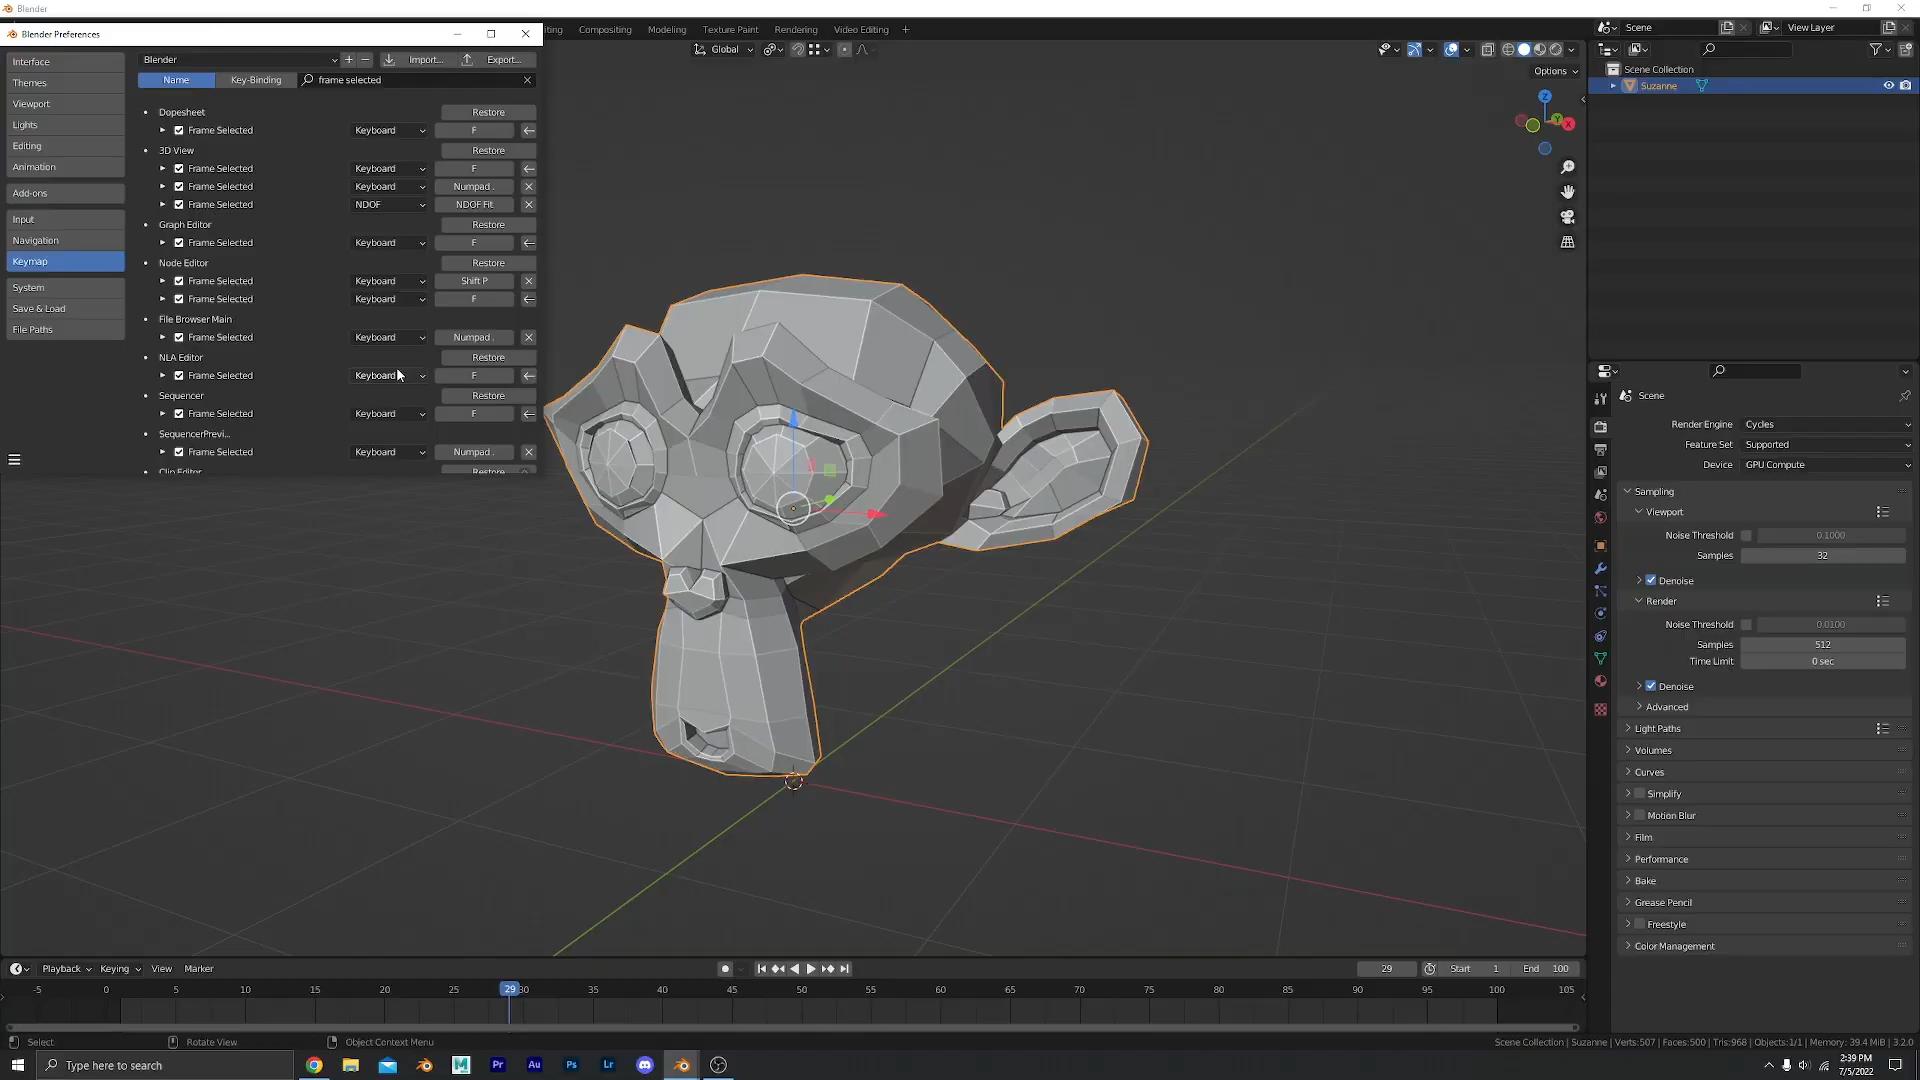 Blender
Blender Preferences
ting Compositing Modeling Texture Paint Rendering Video Editing +
Scene View Layer
Interface
Themes
Viewport
Lights
Editing
Animation
Add-ons
Input
Navigation
Keymap
System
Save & Load
File Paths
Blender Import... Export...
Name Key-Binding frame selected
Dopesheet Restore
Frame Selected Keyboard F
3D View Restore
Frame Selected Keyboard F
Frame Selected Keyboard Numpad .
Frame Selected NDOF NDOF Fit
Graph Editor Restore
Frame Selected Keyboard F
Node Editor Restore
Frame Selected Keyboard Shift P
Frame Selected Keyboard F
File Browser Main Restore
Frame Selected Keyboard Numpad .
NLA Editor Restore
Frame Selected Keyboard F
Sequencer Restore
Frame Selected Keyboard F
SequencerPrevi... Restore
Frame Selected Keyboard Numpad .
Clip Editor Restore
Global
Options
Z
Y
X
Scene Collection
Suzanne
Scene
Render Engine Cycles
Feature Set Supported
Device GPU Compute
Sampling
Viewport
Noise Threshold 0.1000
Samples 32
Denoise
Render
Noise Threshold 0.0100
Samples 512
Time Limit 0 sec
Denoise
Advanced
Light Paths
Volumes
Curves
Simplify
Motion Blur
Film
Performance
Bake
Grease Pencil
Freestyle
Color Management
Playback Keying View Marker 29 Start 1 End 100
-5 0 5 10 15 20 25 29 30 35 40 45 50 55 60 65 70 75 80 85 90 95 100 105
Select Rotate View Object Context Menu
Scene Collection | Suzanne | Verts:507 | Faces:500 | Tris:968 | Objects:1/1 | Memory: 39.4 MiB | 3.2.0
Type here to search
M Pr Au Ps Lr
2:39 PM
7/5/2022